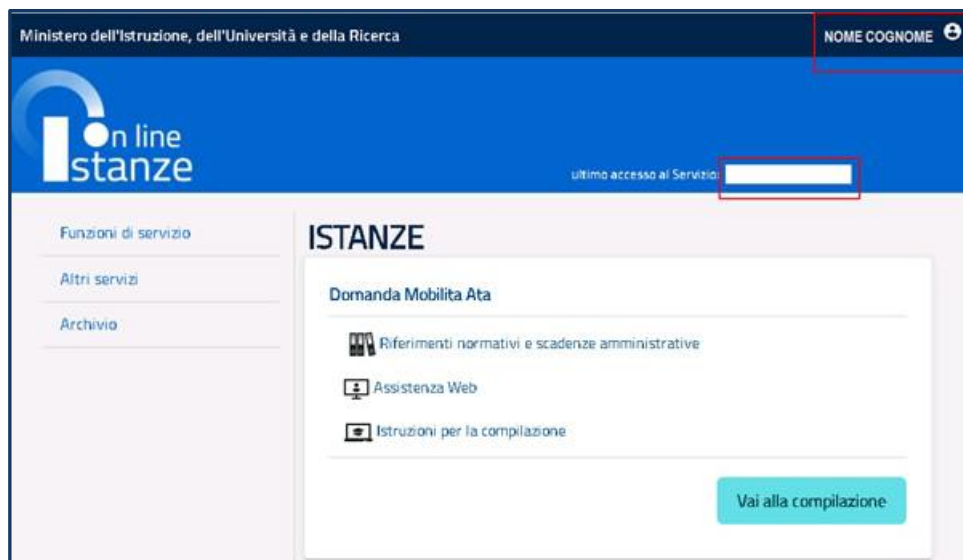 Ministero dell'Istruzione, dell'Università e della Ricerca
NOME COGNOME
on line
Istanze
ultimo accesso al Servizio:
Funzioni di servizio
Altri servizi
Archivio
ISTANZE
Domanda Mobilita Ata
Riferimenti normativi e scadenze amministrative
Assistenza Web
Istruzioni per la compilazione
Vai alla compilazione